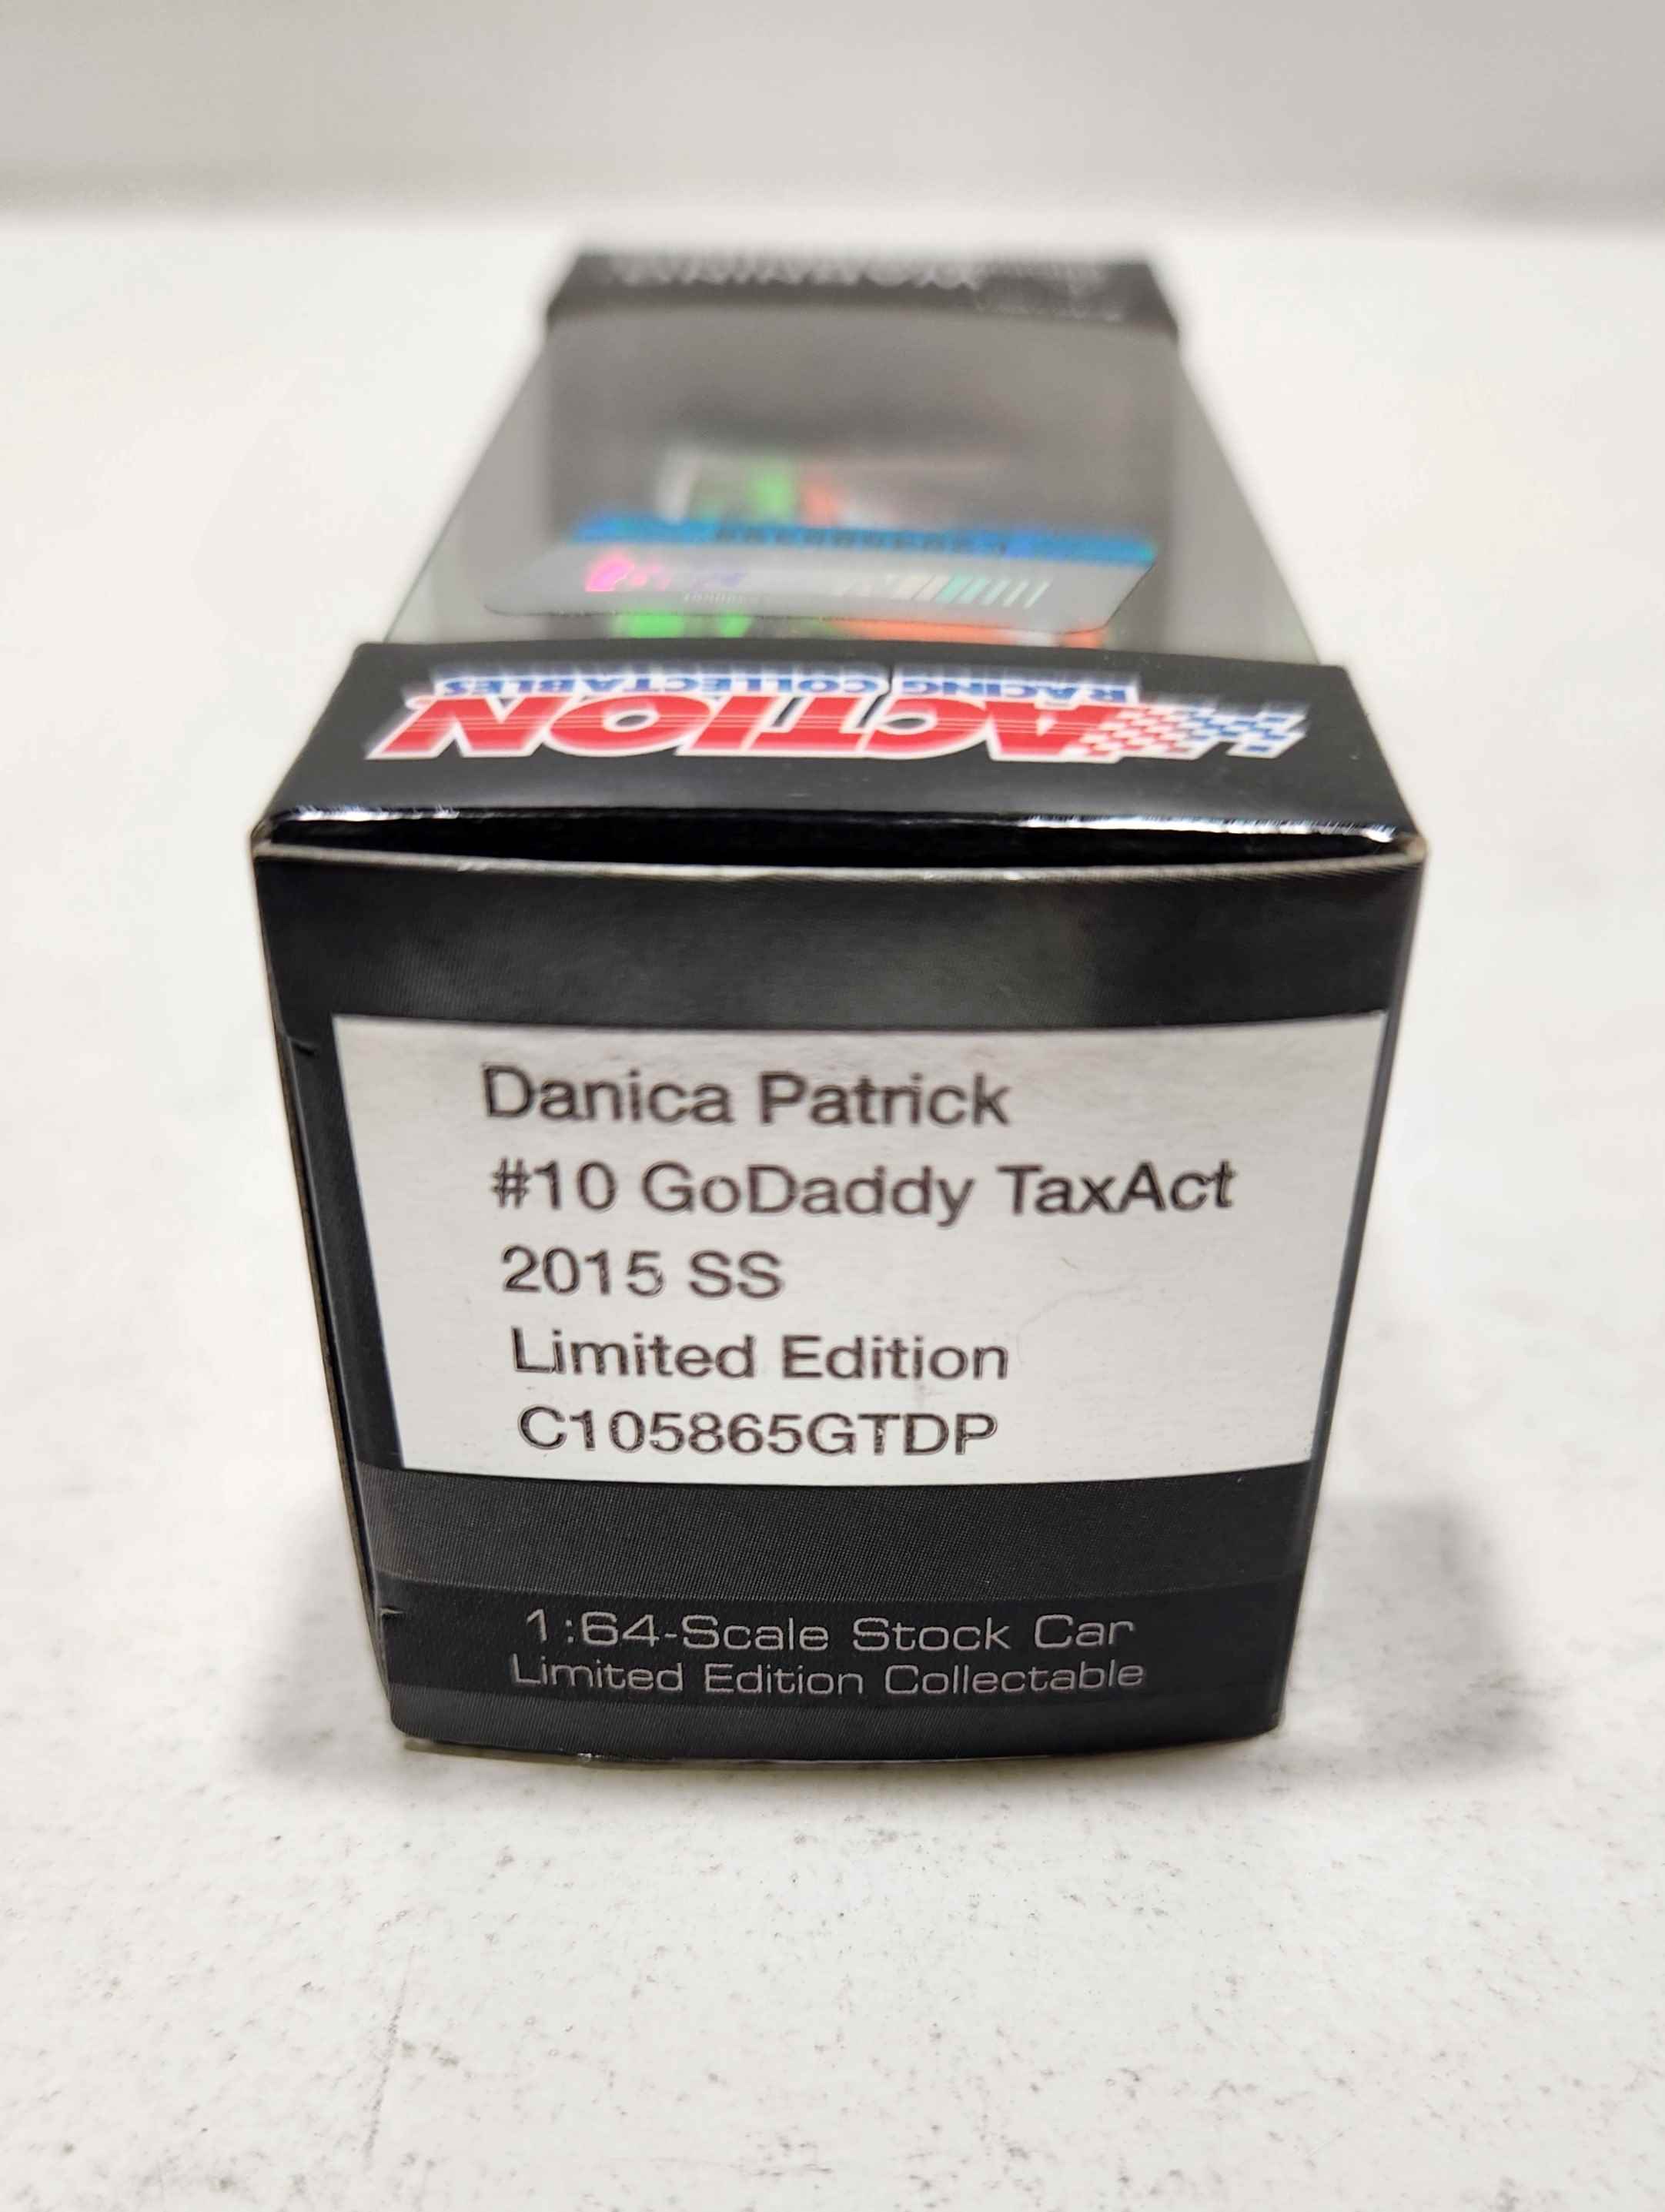 ACTION
RACING COLLECTABLES
Danica Patrick
#10 GoDaddy TaxAct
2015 SS
Limited Edition
C105865GTDP
1:64-Scale Stock Car
Limited Edition Collectable